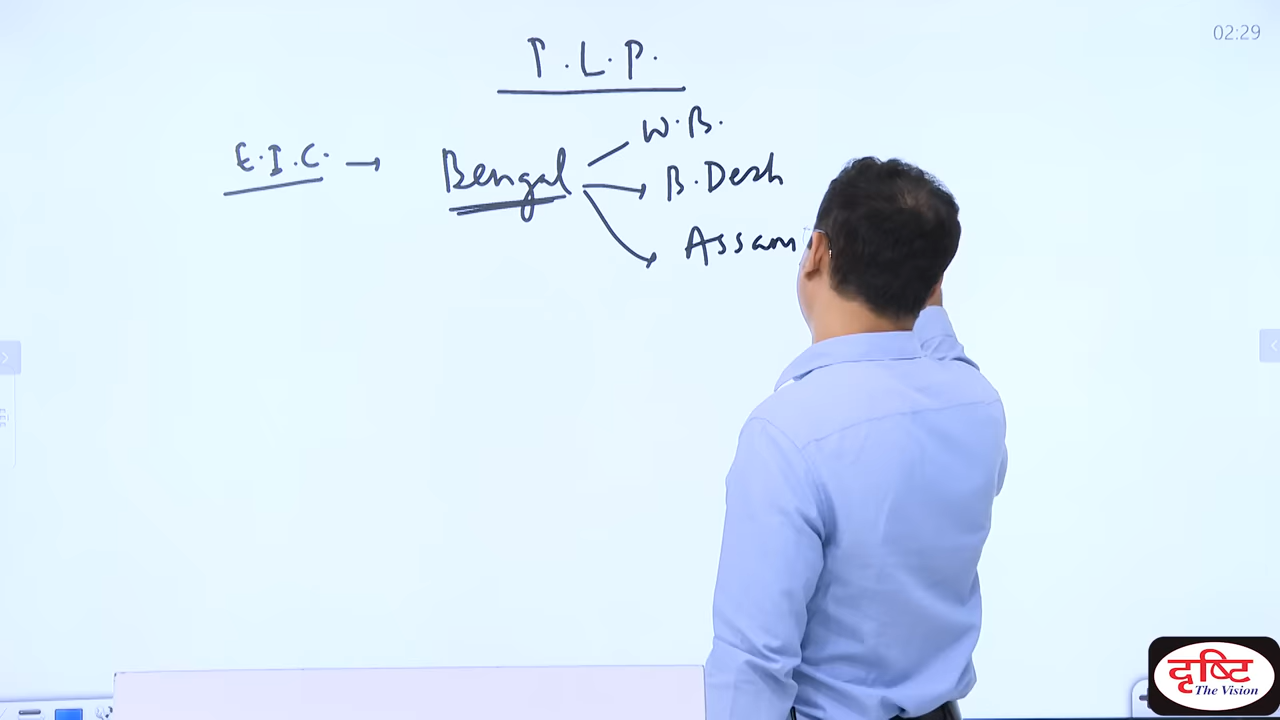 02:29
P.L.P.
E.I.C. → Bengal
W.B.
B.Desh
Assam
दृष्टि
The Vision